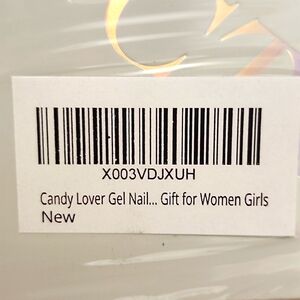 X003VDJXUH
Candy Lover Gel Nail... Gift for Women Girls
New